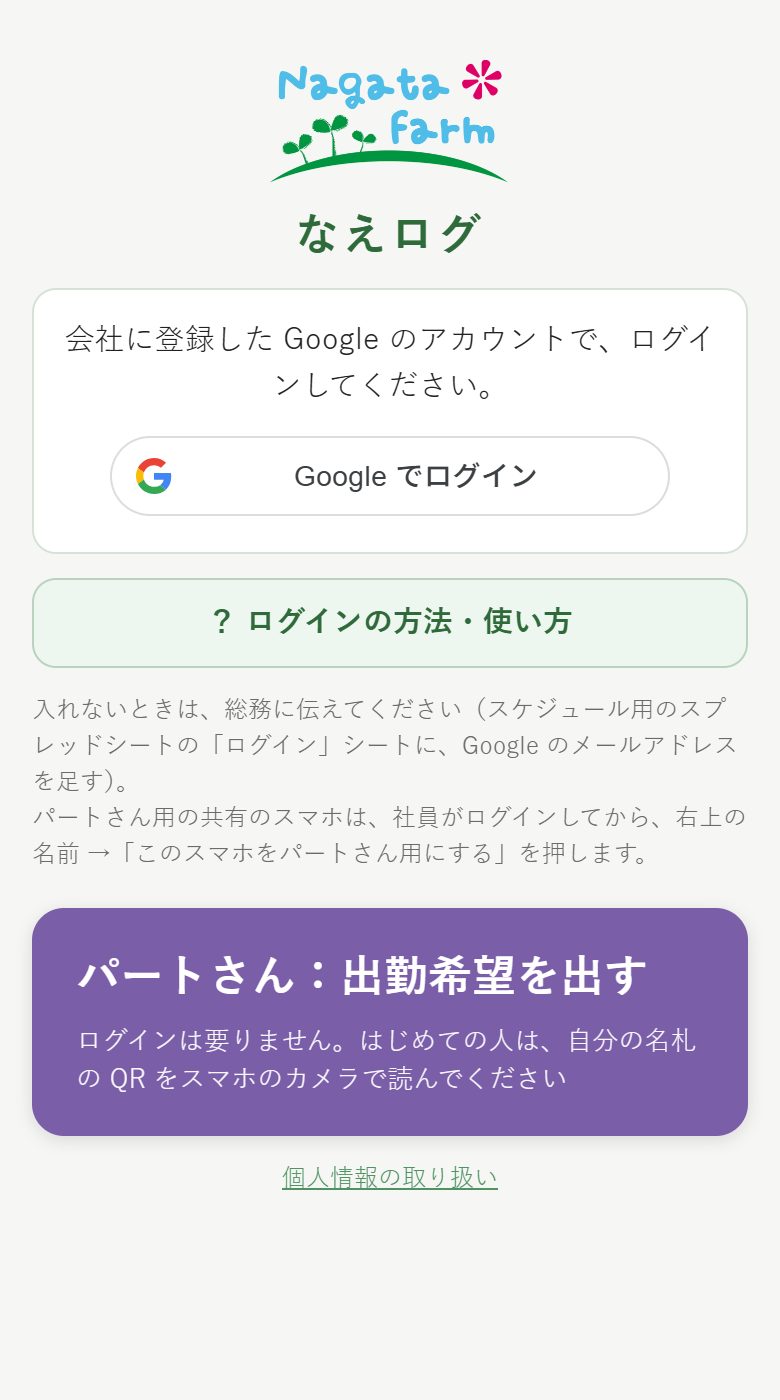 Nagata
Farm
なえログ
会社に登録した Google のアカウントで、ログイ
ンしてください。
Google でログイン
？ ログインの方法・使い方
入れないときは、総務に伝えてください（スケジュール用のスプ
レッドシートの「ログイン」シートに、Google のメールアドレス
を足す）。
パートさん用の共有のスマホは、社員がログインしてから、右上の
名前 →「このスマホをパートさん用にする」を押します。
パートさん：出勤希望を出す
ログインは要りません。はじめての人は、自分の名札
の QR をスマホのカメラで読んでください
個人情報の取り扱い